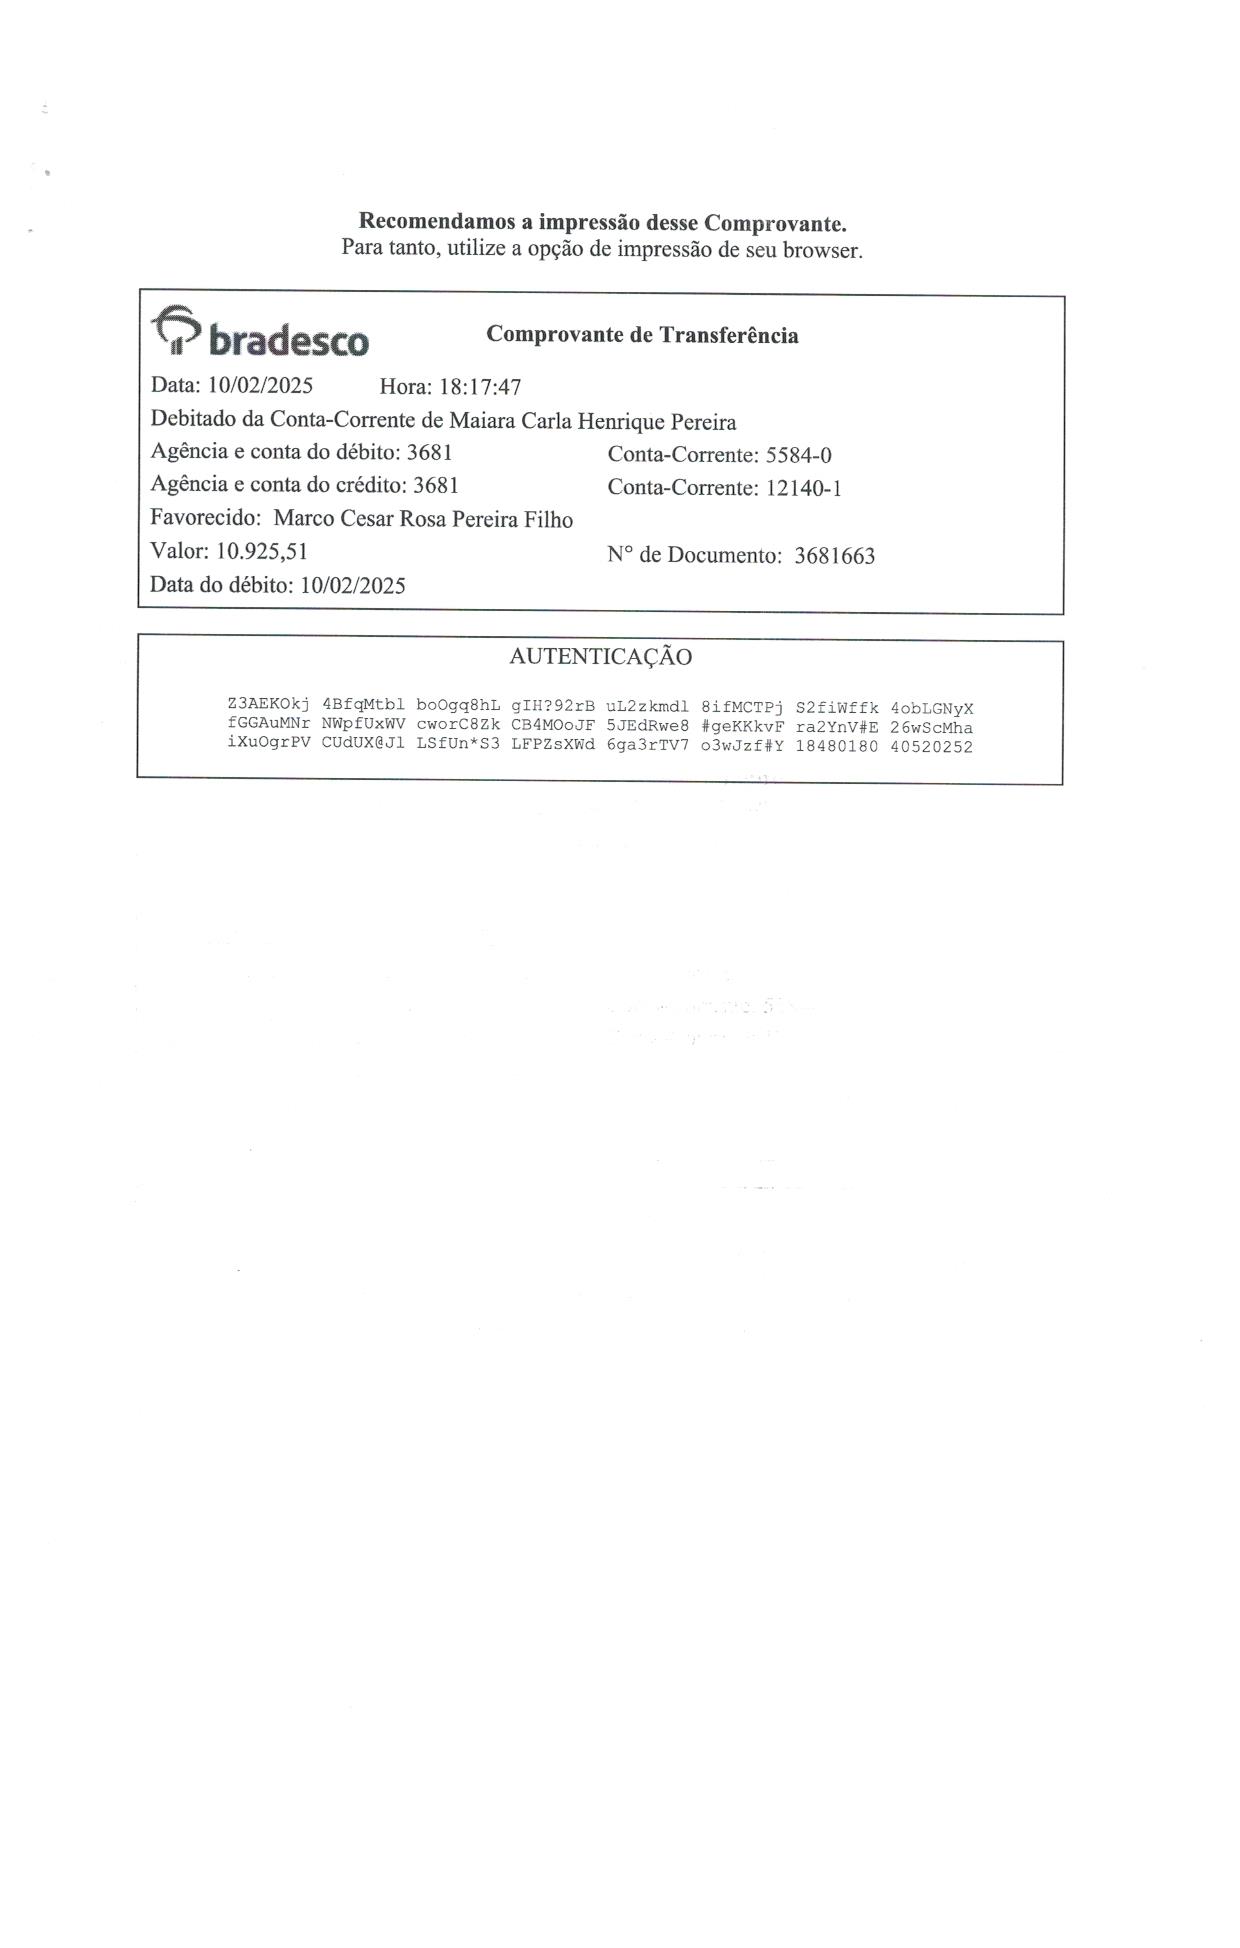 Recomendamos a impressão desse Comprovante.
Para tanto, utilize a opção de impressão de seu browser.
bradesco
Comprovante de Transferência
Data: 10/02/2025 Hora: 18:17:47
Debitado da Conta-Corrente de Maiara Carla Henrique Pereira
Agência e conta do débito: 3681 Conta-Corrente: 5584-0
Agência e conta do crédito: 3681 Conta-Corrente: 12140-1
Favorecido: Marco Cesar Rosa Pereira Filho
Valor: 10.925,51 N° de Documento: 3681663
Data do débito: 10/02/2025
AUTENTICAÇÃO
Z3AEKOkj 4BfqMtbl boOgq8hL gIH?92rB uL2zkmdl 8ifMCTPj S2fiWffk 4obLGNyX
fGGAuMNr NWpfUxWV cworC8Zk CB4MOoJF 5JEdRwe8 #geKKkvF ra2YnV#E 26wScMha
iXuOgrPV CUdUX@Jl LSfUn*S3 LFPZsXWd 6ga3rTV7 o3wJzf#Y 18480180 40520252